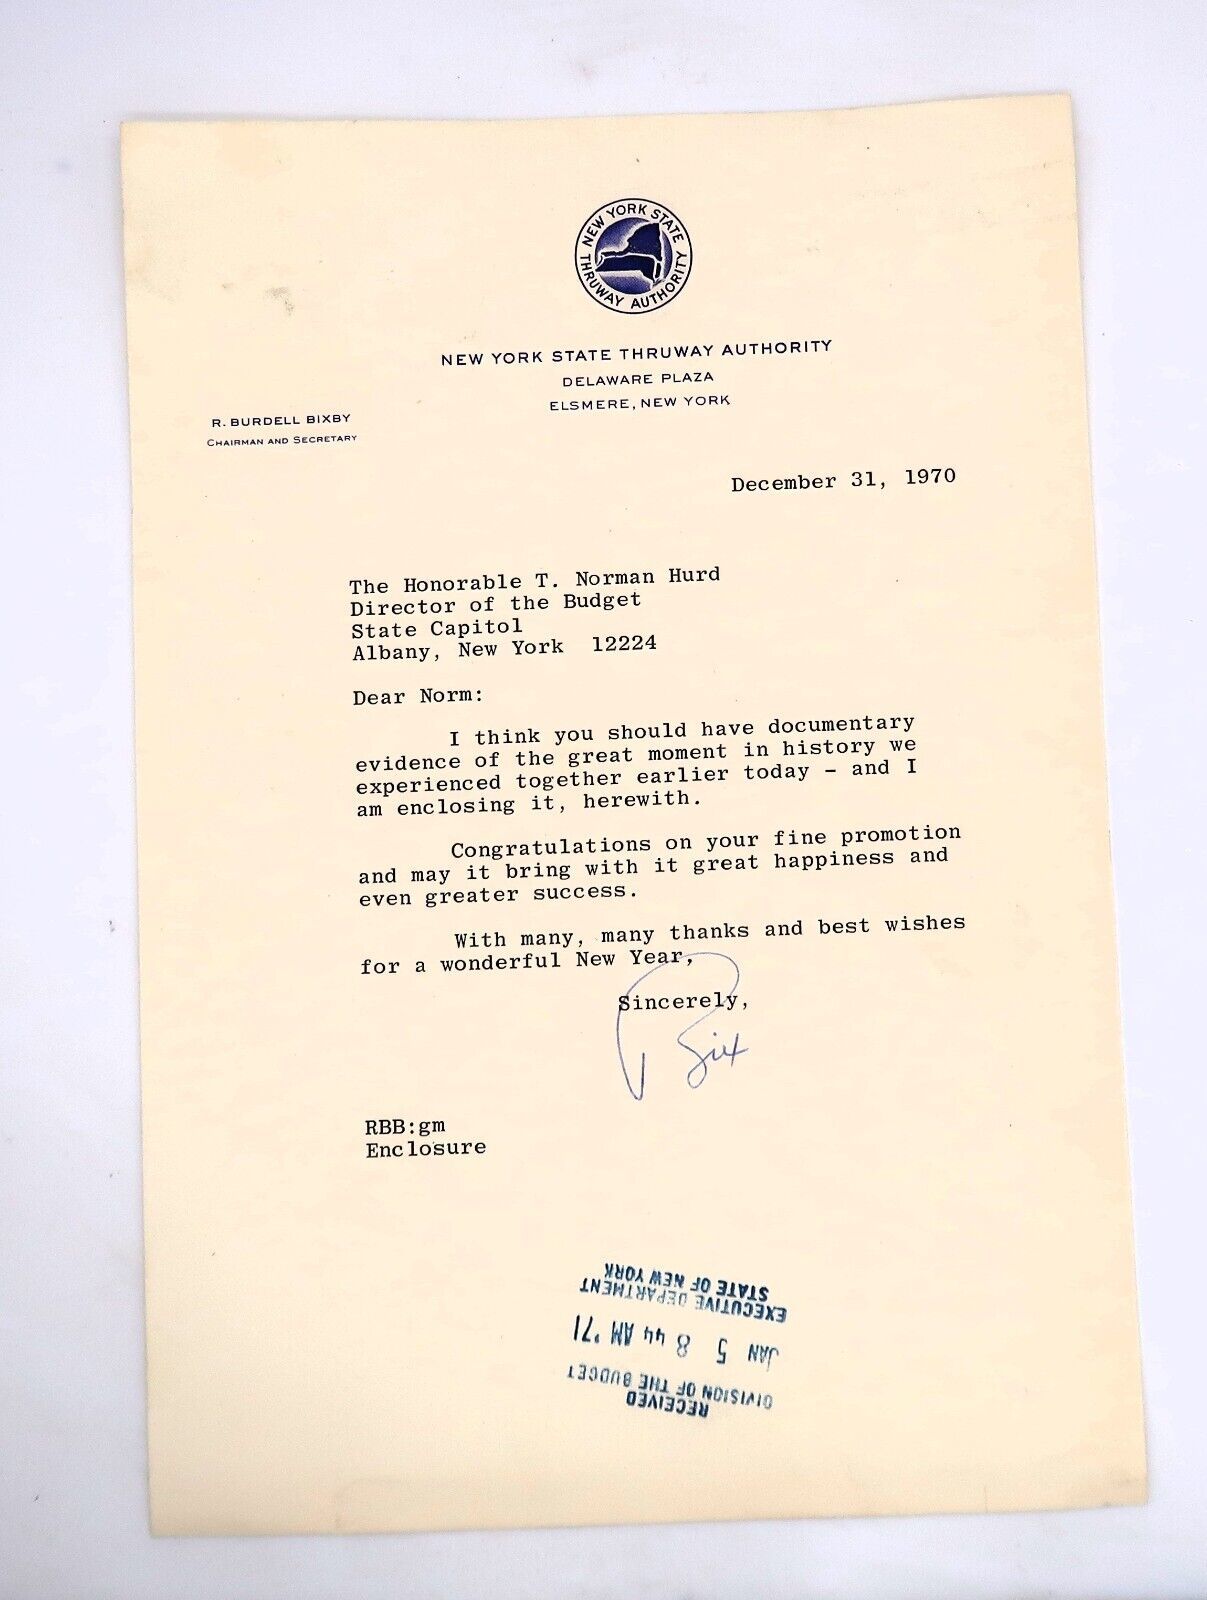 NEW YORK STATE
THRUWAY AUTHORITY
NEW YORK STATE THRUWAY AUTHORITY
DELAWARE PLAZA
ELSMERE, NEW YORK
R. BURDELL BIXBY
CHAIRMAN AND SECRETARY
December 31, 1970
The Honorable T. Norman Hurd
Director of the Budget
State Capitol
Albany, New York 12224
Dear Norm:
I think you should have documentary
evidence of the great moment in history we
experienced together earlier today - and I
am enclosing it, herewith.
Congratulations on your fine promotion
and may it bring with it great happiness and
even greater success.
With many, many thanks and best wishes
for a wonderful New Year,
Sincerely,
Bix
RBB:gm
Enclosure
RECEIVED
DIVISION OF THE BUDGET
JAN 5 8 44 AM '71
EXECUTIVE DEPARTMENT
STATE OF NEW YORK